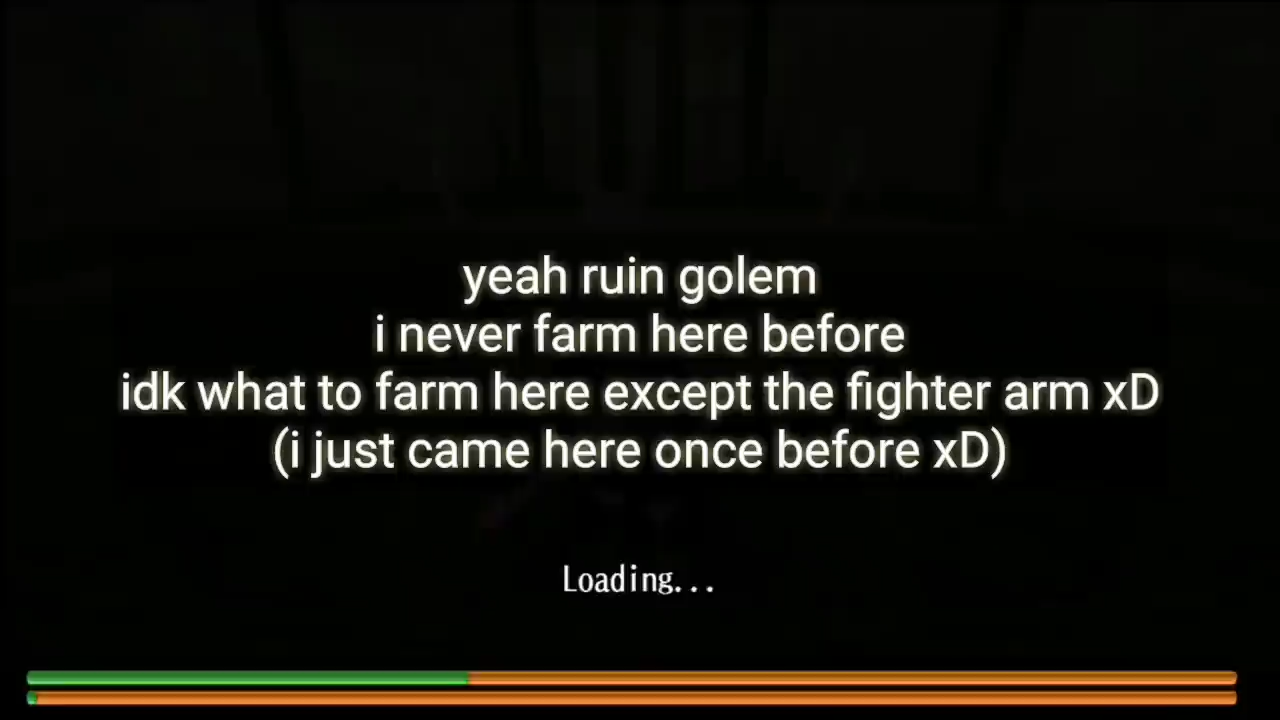 yeah ruin golem
i never farm here before
idk what to farm here except the fighter arm xD
(i just came here once before xD)
Loading...